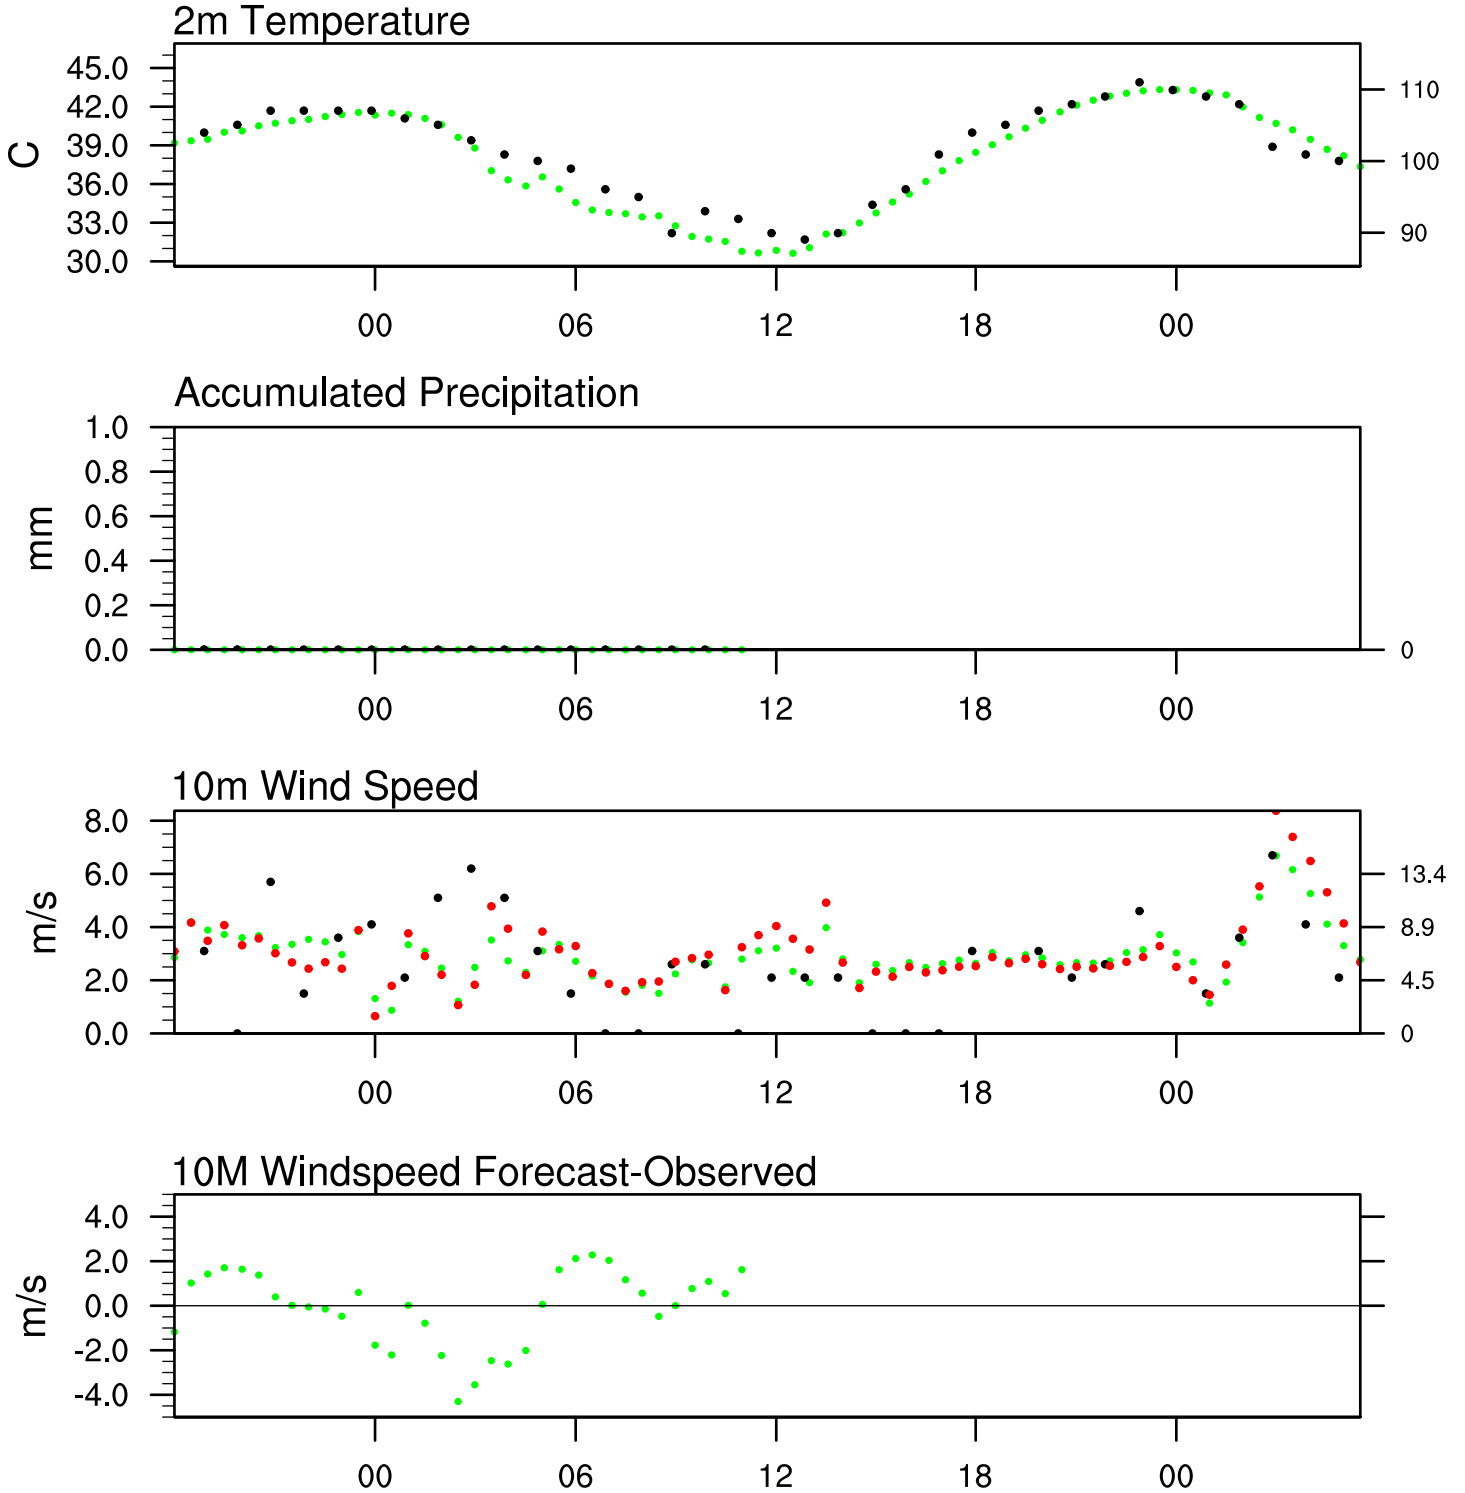 2m Temperature
45.0
42.0
39.0
36.0
33.0
30.0
C
110
100
90
00 06 12 18 00
Accumulated Precipitation
1.0
0.8
0.6
0.4
0.2
0.0
mm
0
00 06 12 18 00
10m Wind Speed
8.0
6.0
4.0
2.0
0.0
m/s
13.4
8.9
4.5
0
00 06 12 18 00
10M Windspeed Forecast-Observed
4.0
2.0
0.0
-2.0
-4.0
m/s
00 06 12 18 00